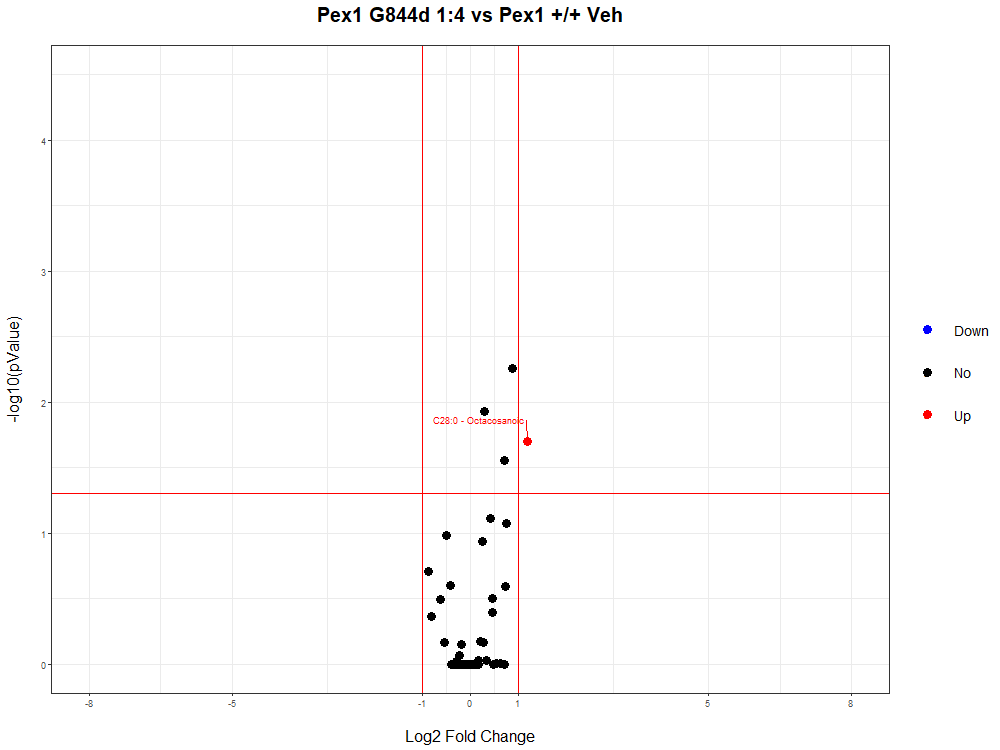 Pex1 G844d 1:4 vs Pex1 +/+ Veh
-log10(pValue)
4
3
2
1
0
C28:0 - Octacosanoic
-8
-5
-1
0
1
5
8
Log2 Fold Change
Down
No
Up